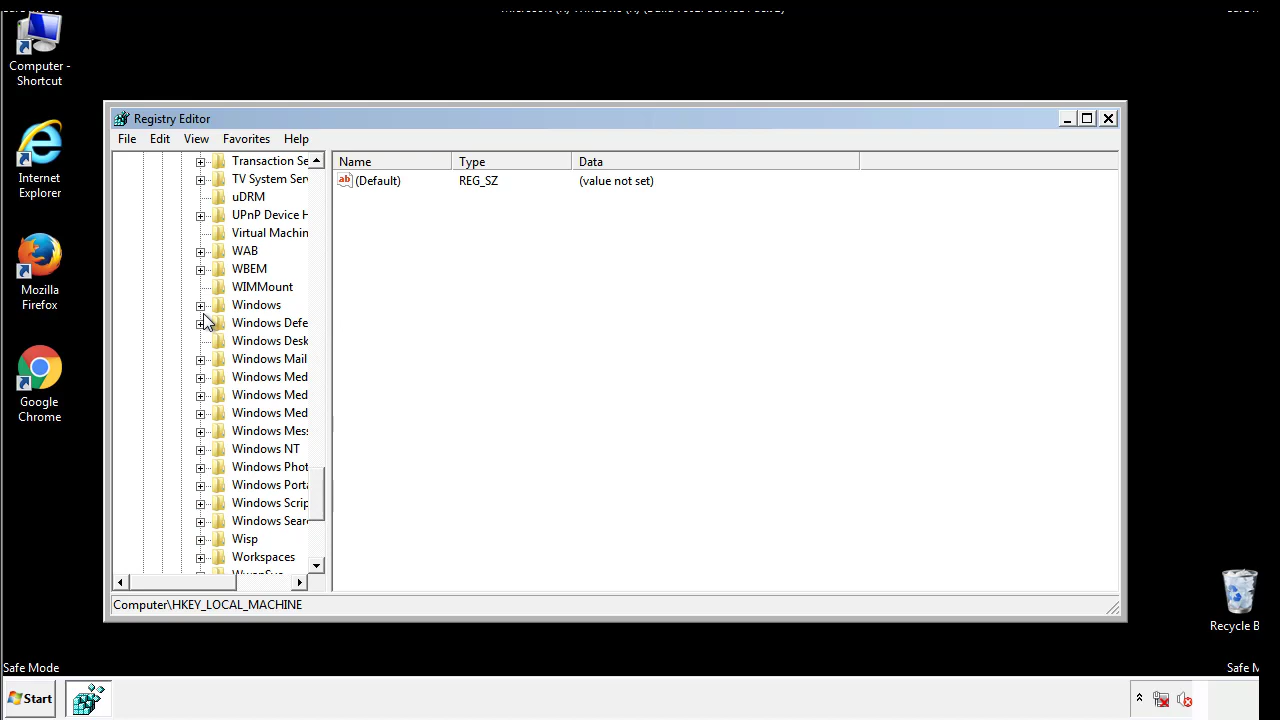 Computer -
Shortcut
Internet
Explorer
Mozilla
Firefox
Google
Chrome
Registry Editor
File Edit View Favorites Help
Transaction Se
TV System Serv
uDRM
UPnP Device H
Virtual Machin
WAB
WBEM
WIMMount
Windows
Windows Defe
Windows Desk
Windows Mail
Windows Med
Windows Med
Windows Med
Windows Mess
Windows NT
Windows Phot
Windows Porta
Windows Scrip
Windows Sear
Wisp
Workspaces
Name Type Data
(Default) REG_SZ (value not set)
Computer\HKEY_LOCAL_MACHINE
Recycle B
Safe Mode
Safe M
Start